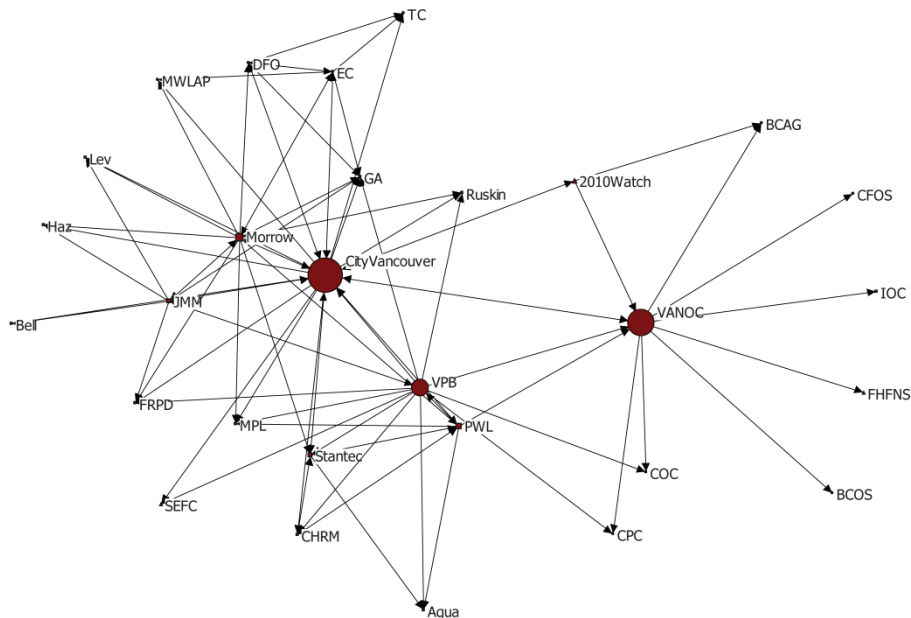 TC
DFO
EC
MWLAP
BCAG
Lev
GA
2010Watch
Ruskin
CFOS
Haz
Morrow
CityVancouver
IOC
JMM
VANOC
Bell
VPB
FHFNS
FRPD
MPL
PWL
Stantec
COC
BCOS
SEFC
CHRM
CPC
Aqua